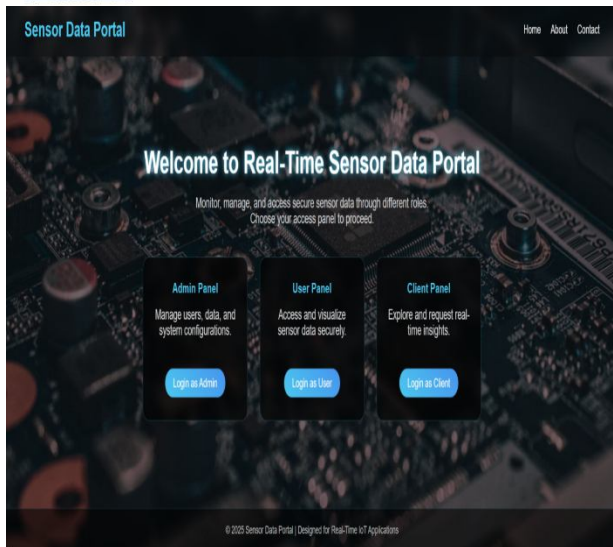 Sensor Data Portal
Home About Contact
Welcome to Real-Time Sensor Data Portal
Monitor, manage, and access secure sensor data through different roles.
Choose your access panel to proceed.
Admin Panel
Manage users, data, and
system configurations.
Login as Admin
User Panel
Access and visualize
sensor data securely.
Login as User
Client Panel
Explore and request real-
time insights.
Login as Client
© 2025 Sensor Data Portal | Designed for Real-Time IoT Applications